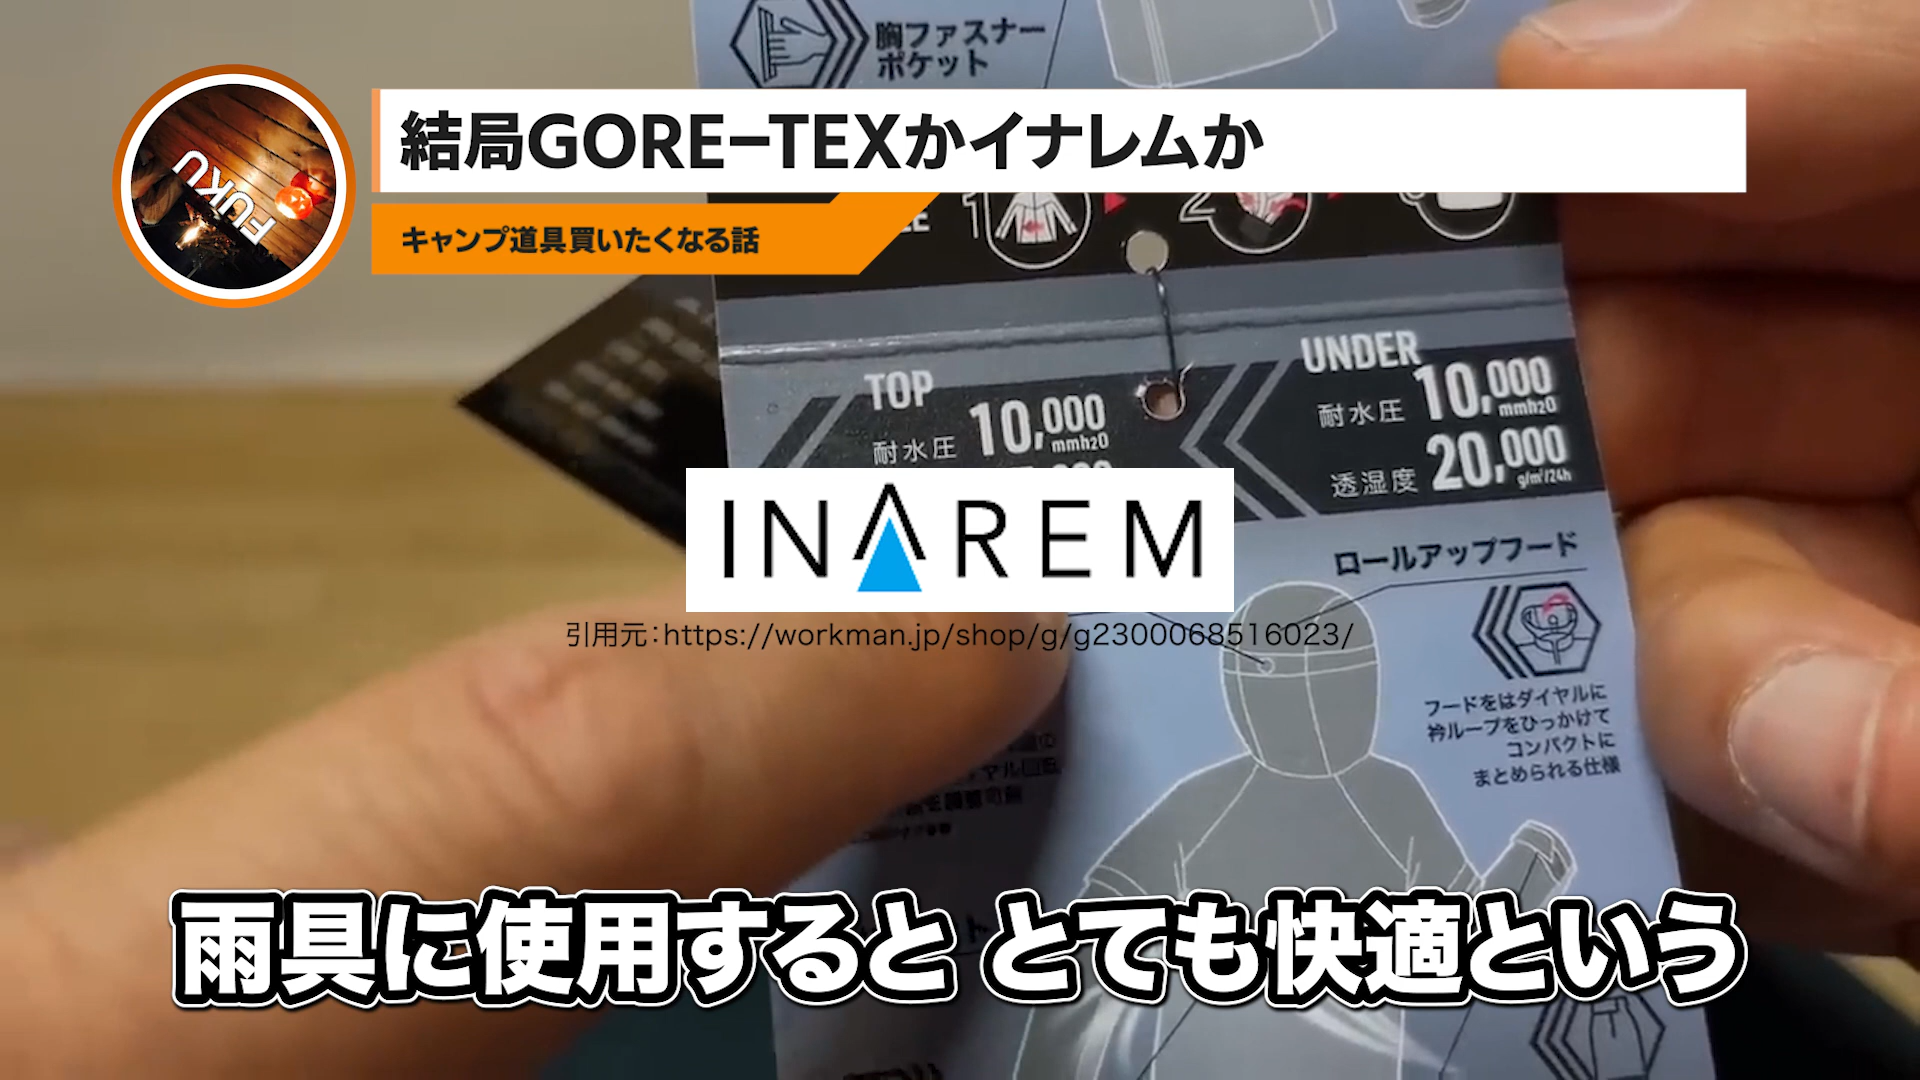 胸ファスナー
ポケット
結局GORE-TEXかイナレムか
FUKU
キャンプ道具買いたくなる話
1
2
TOP
耐水圧 10,000 mmh2O
UNDER
耐水圧 10,000 mmh2O
透湿度 20,000 g/m²/24h
INAREM
引用元:https://workman.jp/shop/g/g2300068516023/
ロールアップフード
フードをはダイヤルに
衿ループをひっかけて
コンパクトに
まとめられる仕様
雨具に使用すると とても快適という